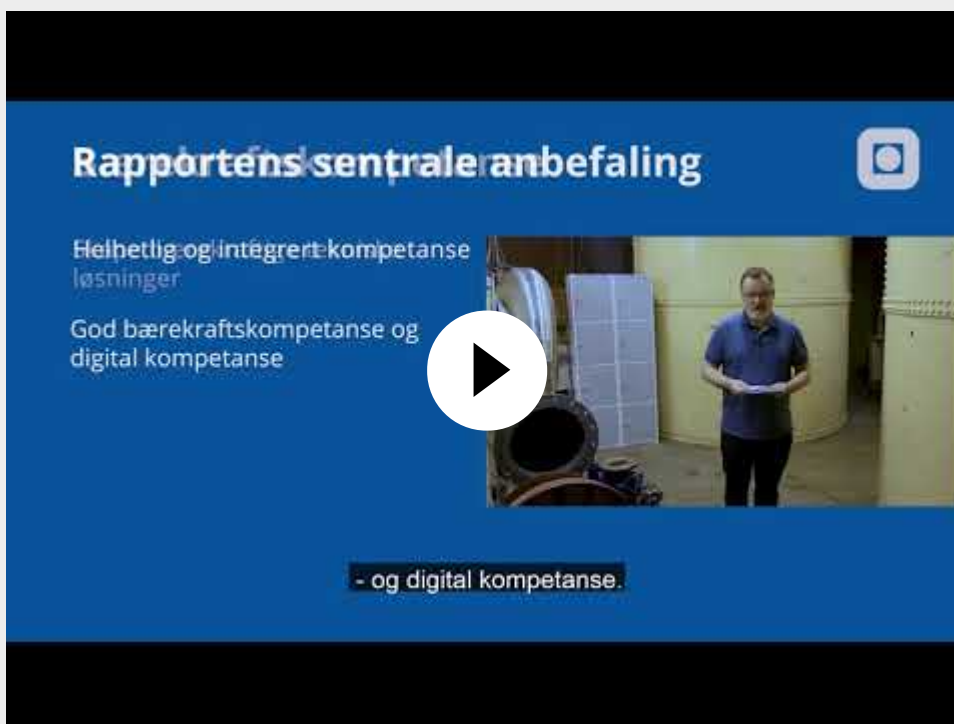 Rapportens sentrale anbefaling
Helhetlig og integrert kompetanse
løsninger
God bærekraftskompetanse og
digital kompetanse
- og digital kompetanse.